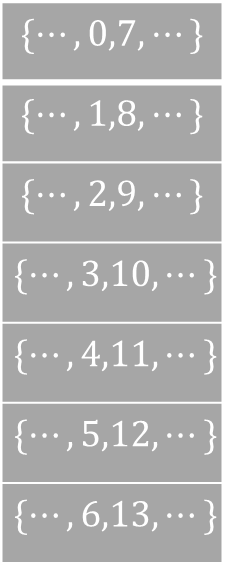 {⋯, 0,7, ⋯}
{⋯, 1,8, ⋯}
{⋯, 2,9, ⋯}
{⋯, 3,10, ⋯}
{⋯, 4,11, ⋯}
{⋯, 5,12, ⋯}
{⋯, 6,13, ⋯}